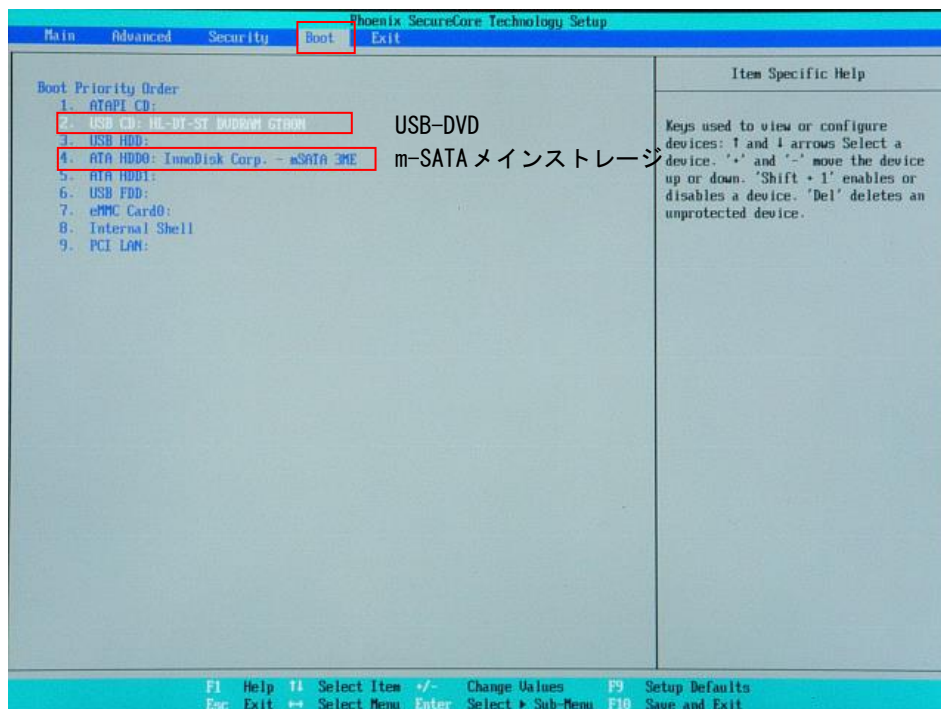 Phoenix SecureCore Technology Setup
Main Advanced Security Boot Exit
Item Specific Help
Boot Priority Order
1. ATAPI CD:
2. USB CD: HL-DT-ST DVDRAM GT80N
USB-DVD
3. USB HDD:
4. ATA HDD0: InnoDisk Corp. - mSATA 3ME
m-SATAメインストレージ
5. ATA HDD1:
6. USB FDD:
7. eMMC Card0:
8. Internal Shell
9. PCI LAN:
Keys used to view or configure
devices: ↑ and ↓ arrows Select a
device. '+' and '-' move the device
up or down. 'Shift + 1' enables or
disables a device. 'Del' deletes an
unprotected device.
F1 Help ↑↓ Select Item +/- Change Values F9 Setup Defaults
Esc Exit ↔ Select Menu Enter Select ▶ Sub-Menu F10 Save and Exit